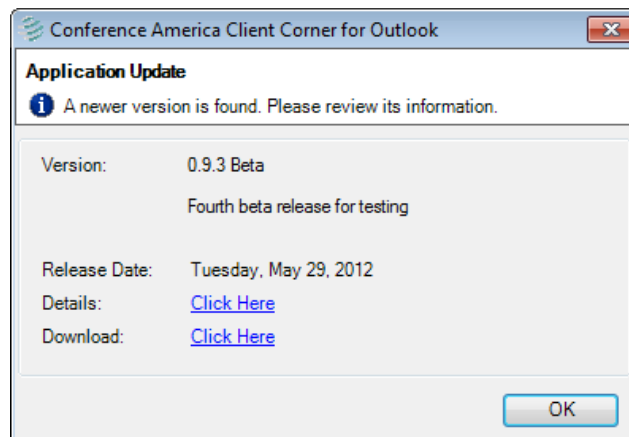 Conference America Client Corner for Outlook
Application Update
A newer version is found. Please review its information.
Version: 0.9.3 Beta
Fourth beta release for testing
Release Date: Tuesday, May 29, 2012
Details: Click Here
Download: Click Here
OK